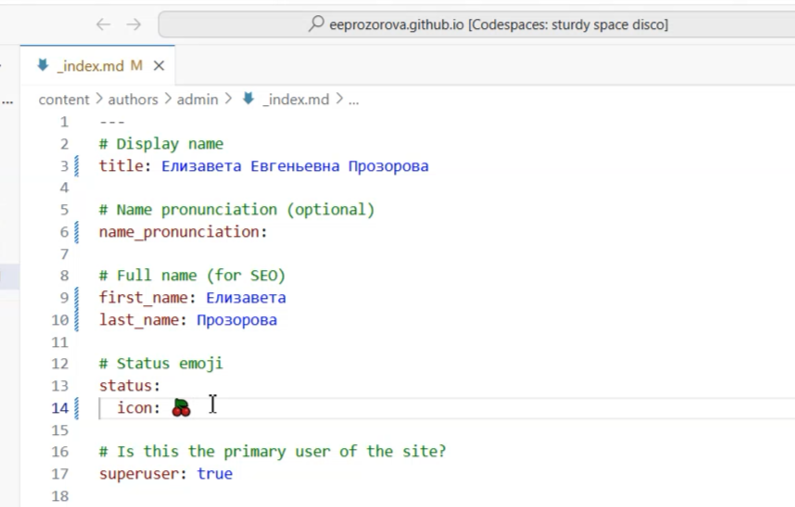 eeprozorova.github.io [Codespaces: sturdy space disco]
_index.md M
... content > authors > admin > _index.md > ...
1 ---
2 # Display name
3 title: Елизавета Евгеньевна Прозорова
4
5 # Name pronunciation (optional)
6 name_pronunciation:
7
8 # Full name (for SEO)
9 first_name: Елизавета
10 last_name: Прозорова
11
12 # Status emoji
13 status:
14 icon: 🍒
15
16 # Is this the primary user of the site?
17 superuser: true
18